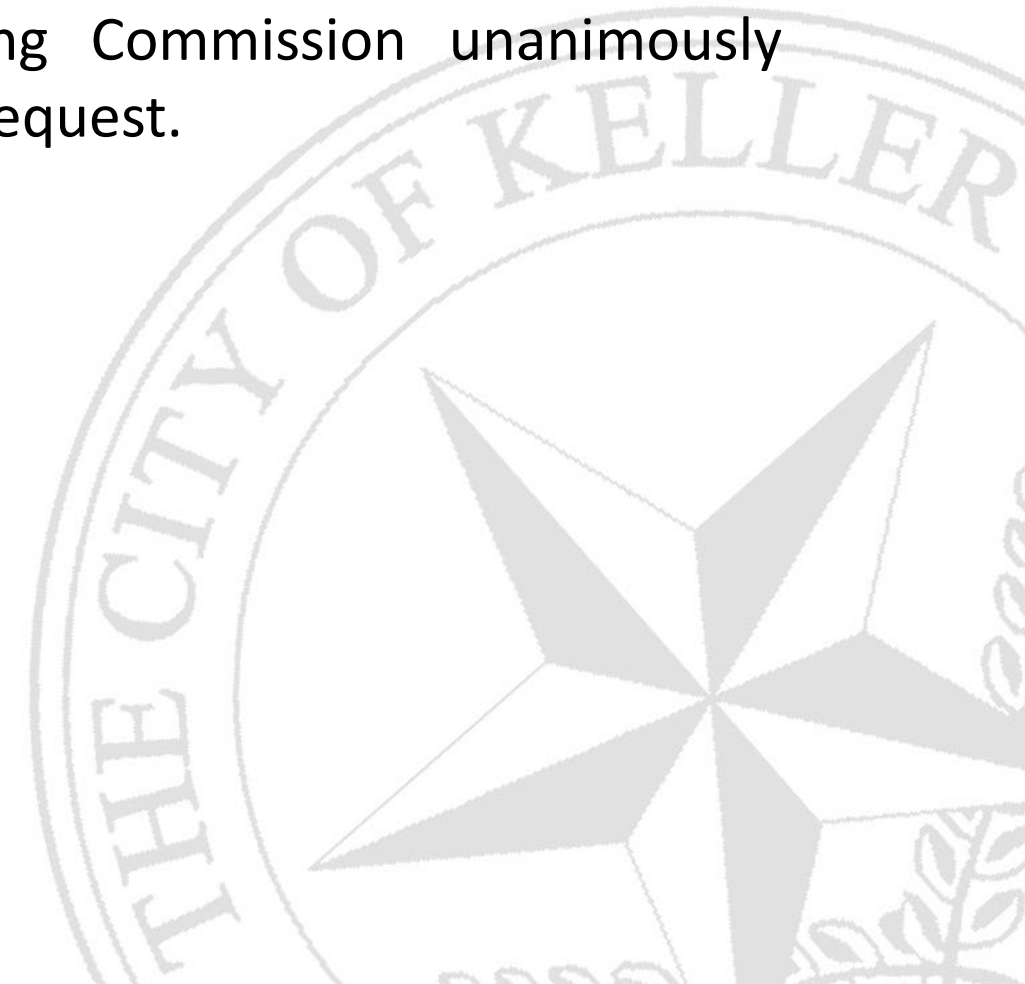 ng Commission unanimously
equest.
THE CITY OF KELLER